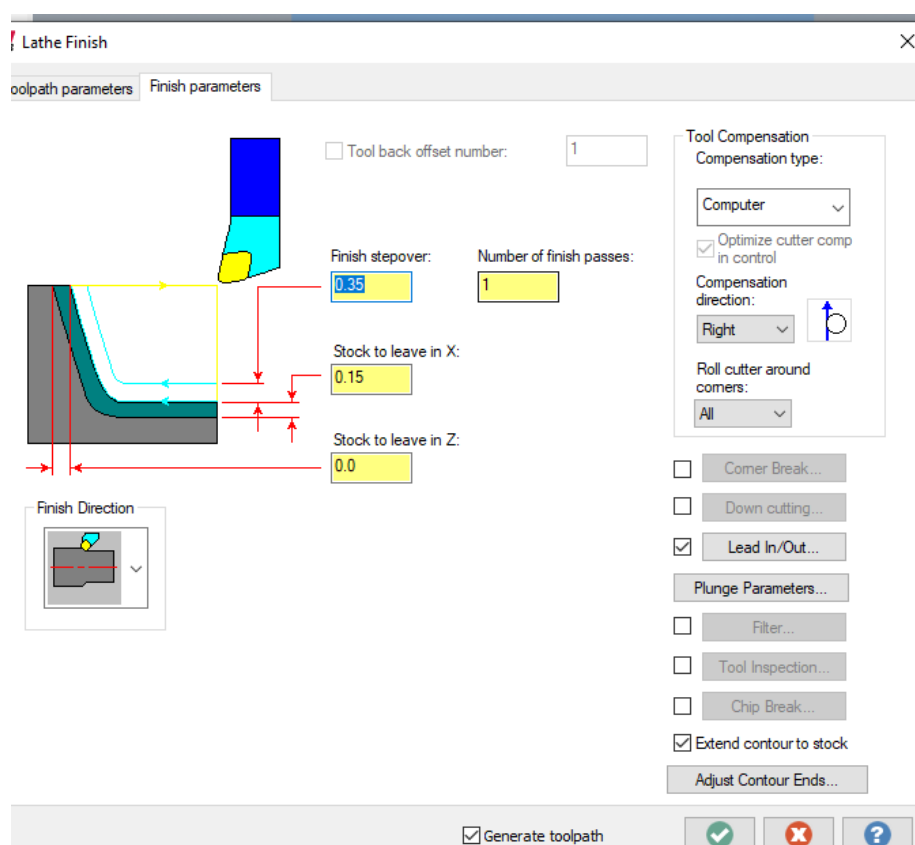 Lathe Finish
oolpath parameters Finish parameters
Tool back offset number: 1
Finish stepover: Number of finish passes:
0.35 1
Stock to leave in X:
0.15
Stock to leave in Z:
0.0
Finish Direction
Tool Compensation
Compensation type:
Computer
Optimize cutter comp
in control
Compensation
direction:
Right
Roll cutter around
corners:
All
Corner Break...
Down cutting...
Lead In/Out...
Plunge Parameters...
Filter...
Tool Inspection...
Chip Break...
Extend contour to stock
Adjust Contour Ends...
Generate toolpath